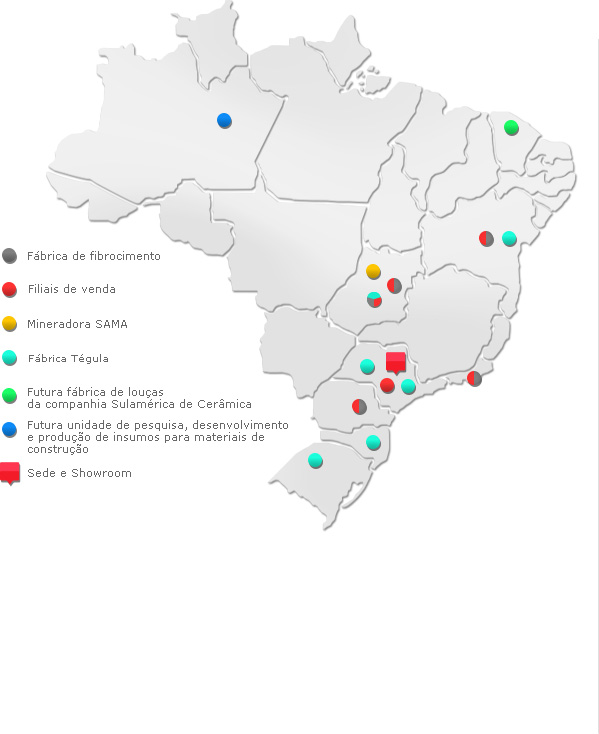 Fábrica de fibrocimento
Filiais de venda
Mineradora SAMA
Fábrica Tégula
Futura fábrica de louças
da companhia Sulamérica de Cerâmica
Futura unidade de pesquisa, desenvolvimento
e produção de insumos para materiais de
construção
Sede e Showroom